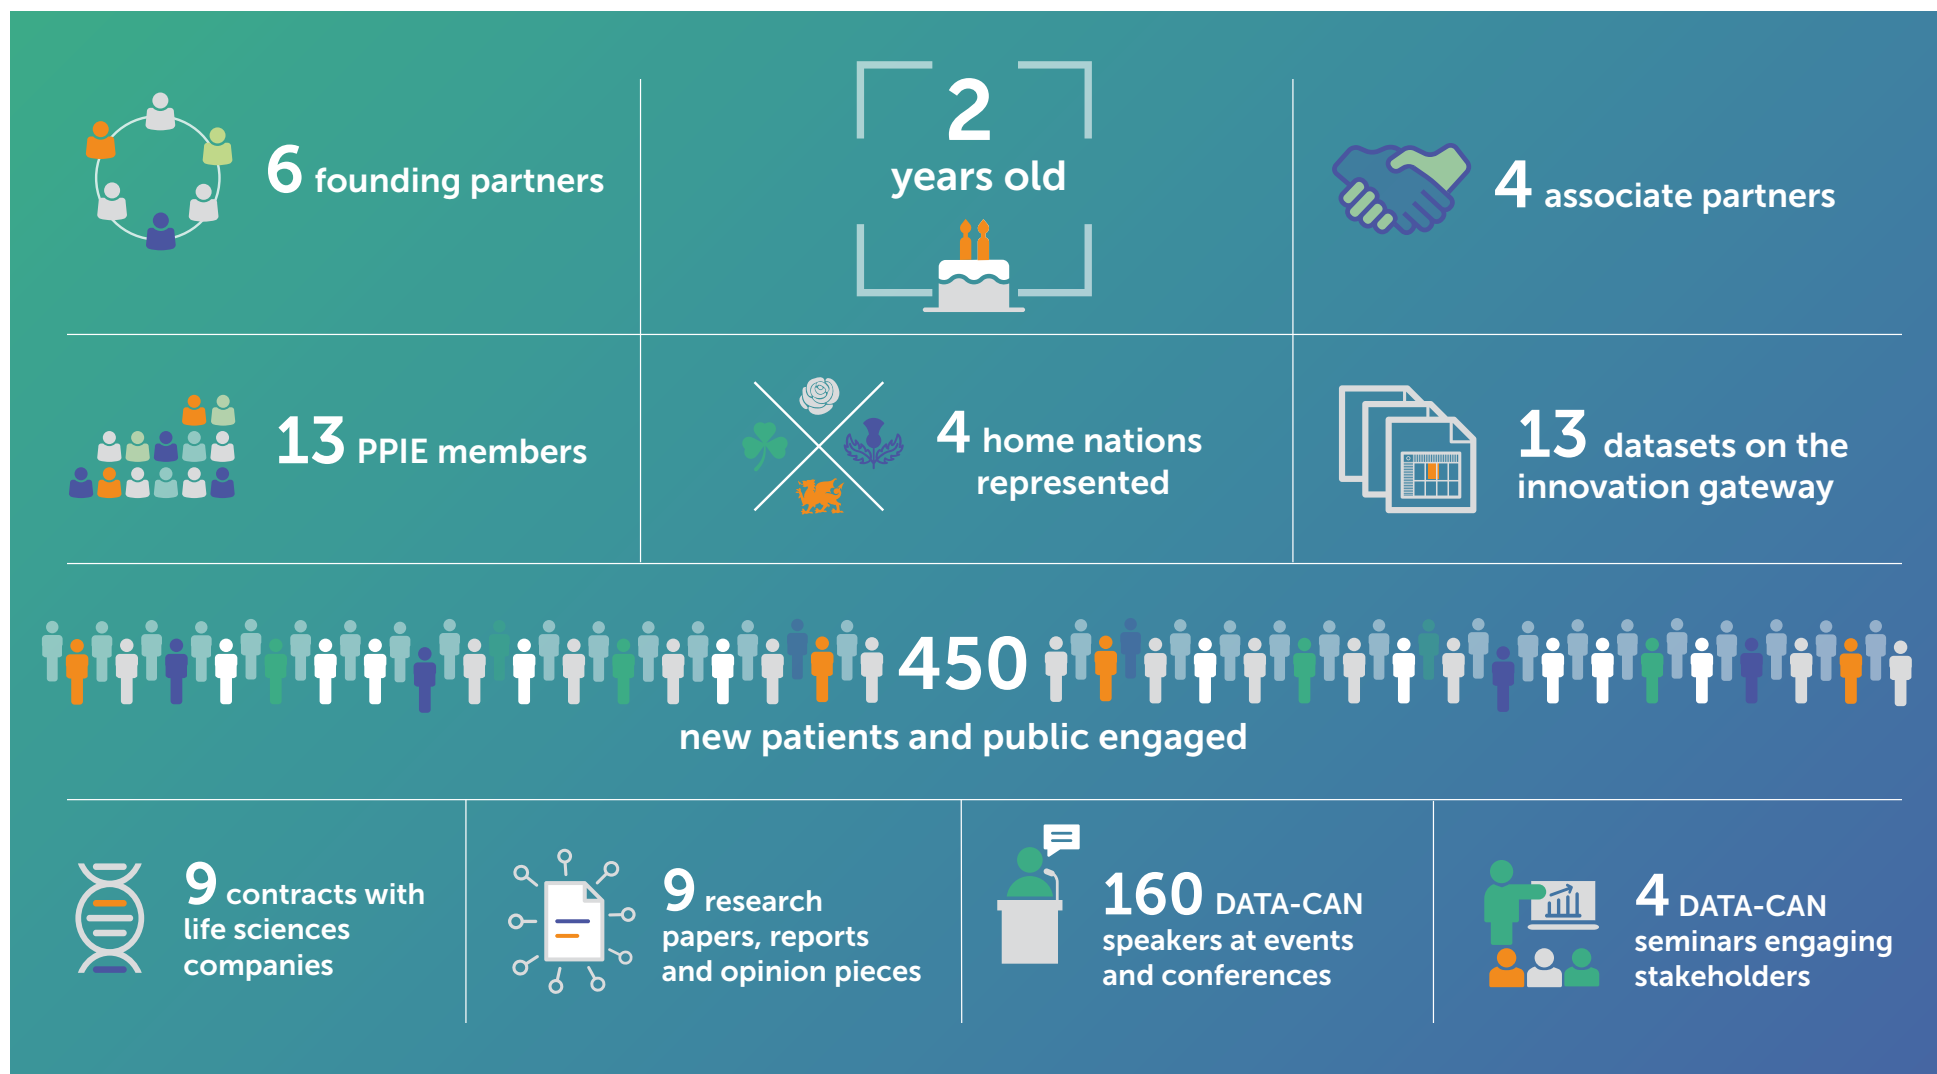 6 founding partners
2
years old
4 associate partners
13 PPIE members
4 home nations
represented
13 datasets on the
innovation gateway
450
new patients and public engaged
9 contracts with
life sciences
companies
9 research
papers, reports
and opinion pieces
160 DATA-CAN
speakers at events
and conferences
4 DATA-CAN
seminars engaging
stakeholders